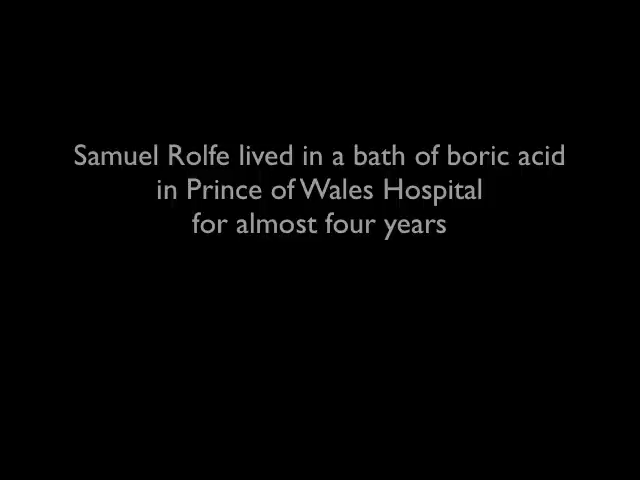 Samuel Rolfe lived in a bath of boric acid
in Prince of Wales Hospital
for almost four years